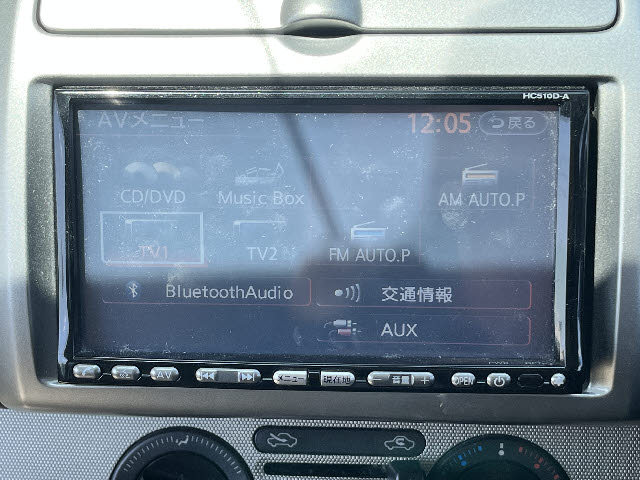 HC510D-A
AVメニュー 12:05 戻る
CD/DVD Music Box AM AUTO.P
TV1 TV2 FM AUTO.P
BluetoothAudio 交通情報
AUX
AV メニュー 現在地 音量 + OPEN